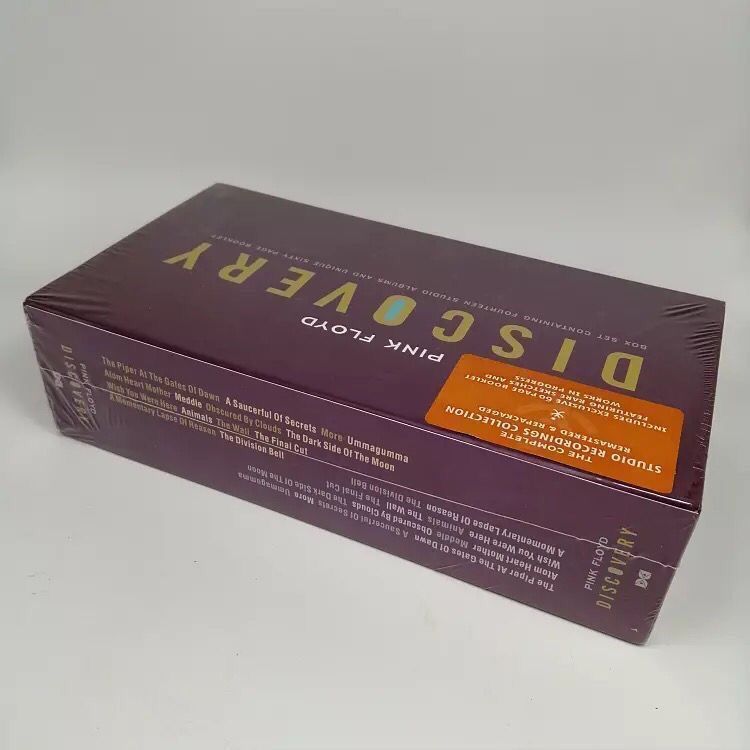 PINK FLOYD
DISCOVERY
BOX SET CONTAINING FOURTEEN STUDIO ALBUMS AND UNIQUE SIXTY PAGE BOOKLET
THE COMPLETE
STUDIO RECORDINGS COLLECTION
REMASTERED & REPACKAGED
INCLUDES EXCLUSIVE 60 PAGE BOOKLET
FEATURING RARE SKETCHES AND
WORKS IN PROGRESS
PINK FLOYD
DISCOVERY
The Piper At The Gates Of Dawn A Saucerful Of Secrets More Ummagumma
Atom Heart Mother Meddle Obscured By Clouds The Dark Side Of The Moon
Wish You Were Here Animals The Wall The Final Cut
A Momentary Lapse Of Reason The Division Bell
The Piper At The Gates Of Dawn A Saucerful Of Secrets More Ummagumma
Atom Heart Mother Meddle Obscured By Clouds The Dark Side Of The Moon
Wish You Were Here Animals The Wall The Final Cut
A Momentary Lapse Of Reason The Division Bell
PINK FLOYD
DISCOVERY